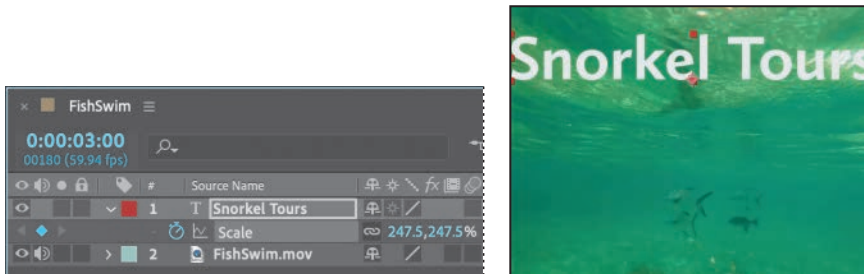 FishSwim
0:00:03:00
00180 (59.94 fps)
# Source Name fx
1 T Snorkel Tours
Scale 247.5,247.5%
2 FishSwim.mov
Snorkel Tours